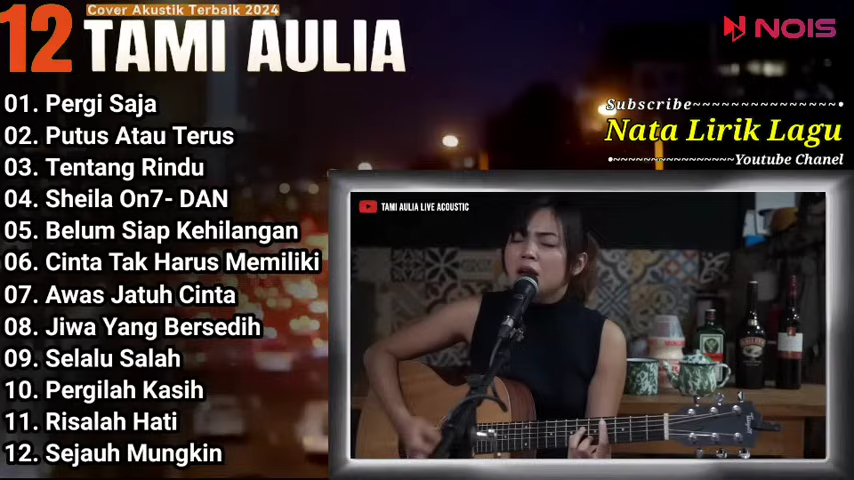 Cover Akustik Terbaik 2024
12 TAMI AULIA
NOIS
01. Pergi Saja
02. Putus Atau Terus
03. Tentang Rindu
04. Sheila On7- DAN
05. Belum Siap Kehilangan
06. Cinta Tak Harus Memiliki
07. Awas Jatuh Cinta
08. Jiwa Yang Bersedih
09. Selalu Salah
10. Pergilah Kasih
11. Risalah Hati
12. Sejauh Mungkin
Subscribe~~~~~~~~~~~~~~~•
Nata Lirik Lagu
•~~~~~~~~~~~~~~~~Youtube Chanel
TAMI AULIA LIVE ACOUSTIC